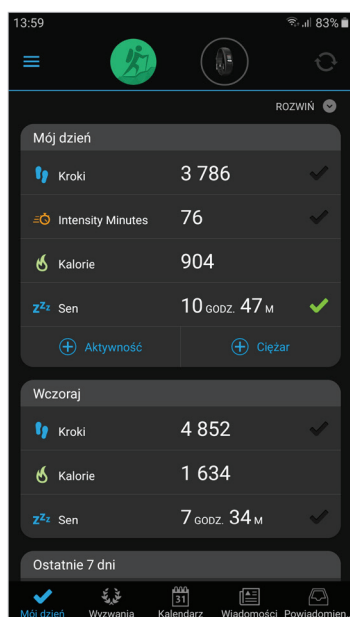 13:59 83%
ROZWIŃ
Mój dzień
Kroki 3 786
Intensity Minutes 76
Kalorie 904
zzz Sen 10 GODZ. 47 M
Aktywność Ciężar
Wczoraj
Kroki 4 852
Kalorie 1 634
zzz Sen 7 GODZ. 34 M
Ostatnie 7 dni
31
Mój dzień Wyzwania Kalendarz Wiadomości Powiadomien...